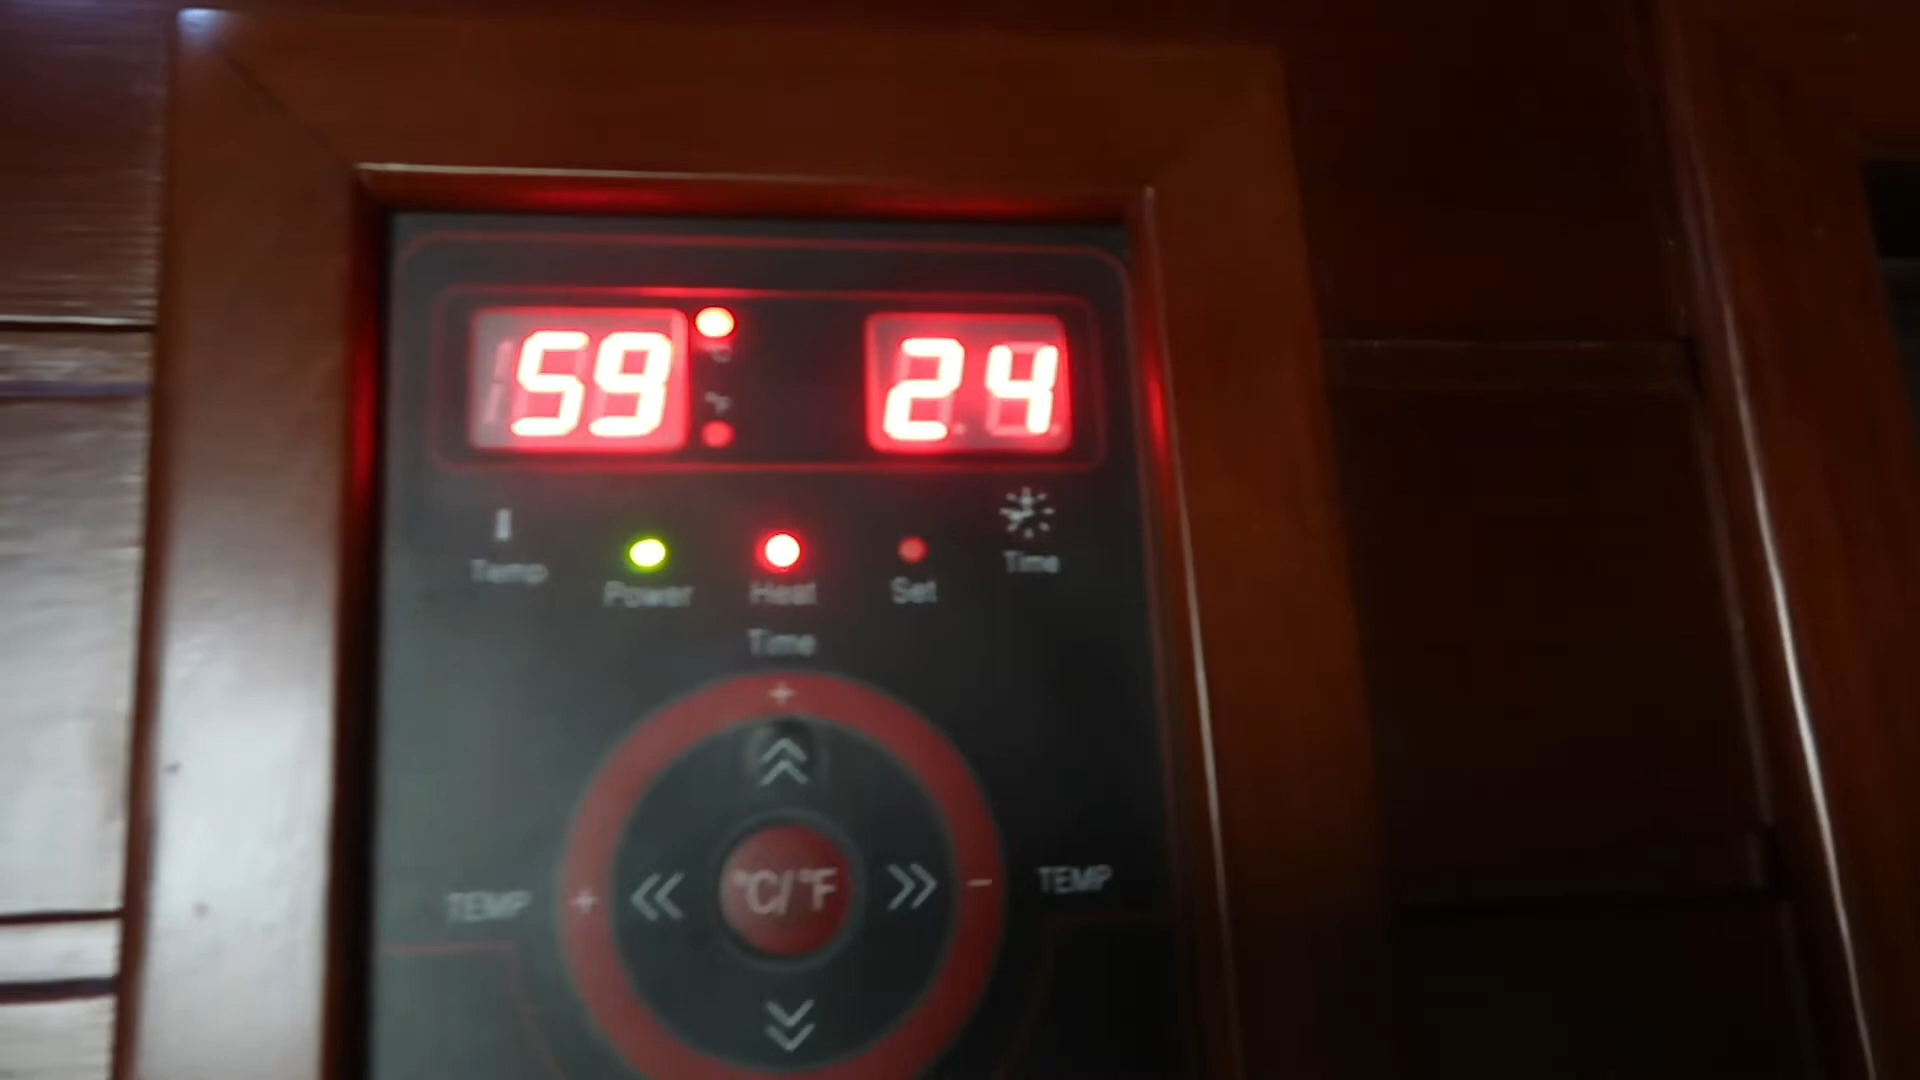 59 °C 24
°F
Temp Power Heat Set Time
Time
+
TEMP + °C/°F - TEMP